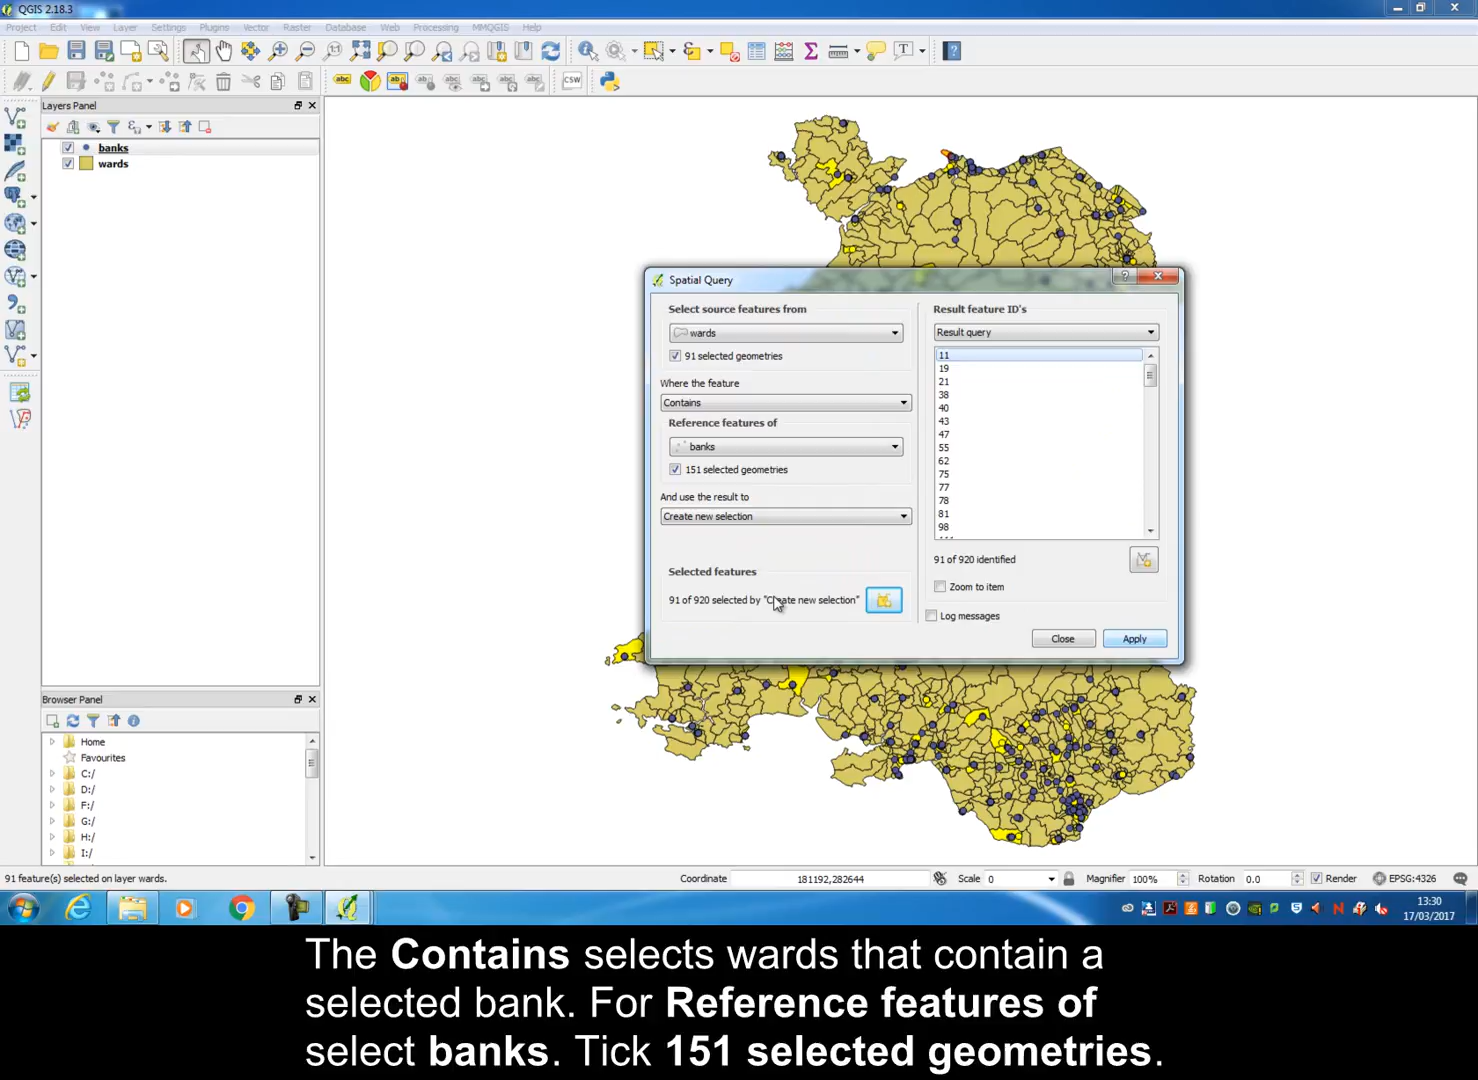 QGIS 2.18.3
Project Edit View Layer Settings Plugins Vector Raster Database Web Processing MMQGIS Help
Layers Panel
banks
wards
Spatial Query
Select source features from
wards
91 selected geometries
Where the feature
Contains
Reference features of
banks
151 selected geometries
And use the result to
Create new selection
Selected features
91 of 920 selected by "Create new selection"
Result feature ID's
Result query
11
19
21
38
40
43
47
55
62
75
77
78
81
98
91 of 920 identified
Zoom to item
Log messages
Close Apply
Browser Panel
Home
Favourites
C:/
D:/
F:/
G:/
H:/
I:/
91 feature(s) selected on layer wards.
Coordinate 181192,282644 Scale 0 Magnifier 100% Rotation 0.0 Render EPSG:4326
13:30
17/03/2017
The Contains selects wards that contain a
selected bank. For Reference features of
select banks. Tick 151 selected geometries.